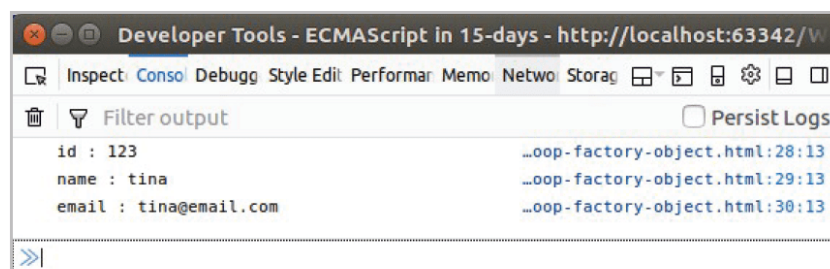 Developer Tools - ECMAScript in 15-days - http://localhost:63342/W
Inspect Consol Debugg Style Edit Performan Memo Networ Storag
Filter output Persist Logs
id : 123 …oop-factory-object.html:28:13
name : tina …oop-factory-object.html:29:13
email : tina@email.com …oop-factory-object.html:30:13
≫